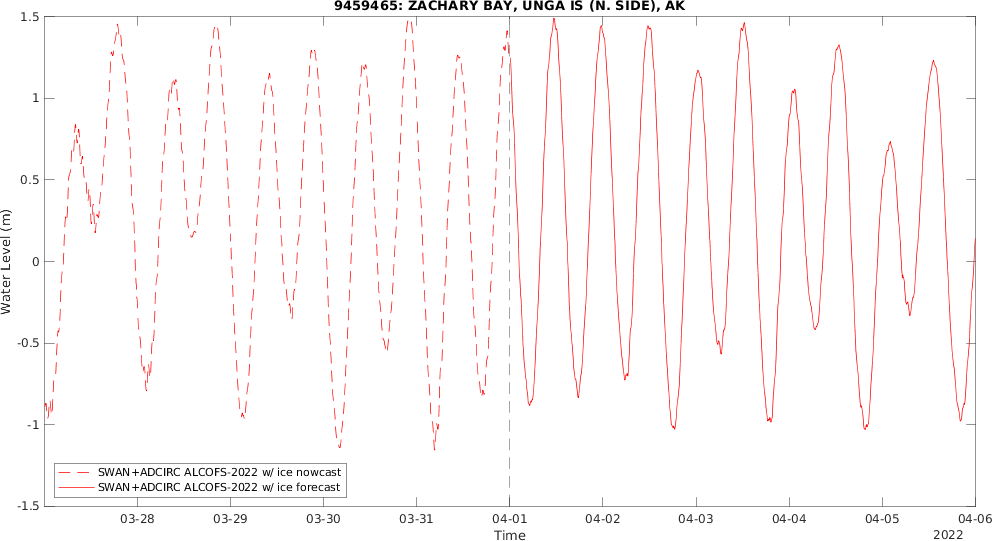 9459465: ZACHARY BAY, UNGA IS (N. SIDE), AK
1.5
1
0.5
0
-0.5
-1
-1.5
Water Level (m)
SWAN+ADCIRC ALCOFS-2022 w/ ice nowcast
SWAN+ADCIRC ALCOFS-2022 w/ ice forecast
03-28 03-29 03-30 03-31 04-01 04-02 04-03 04-04 04-05 04-06
Time
2022